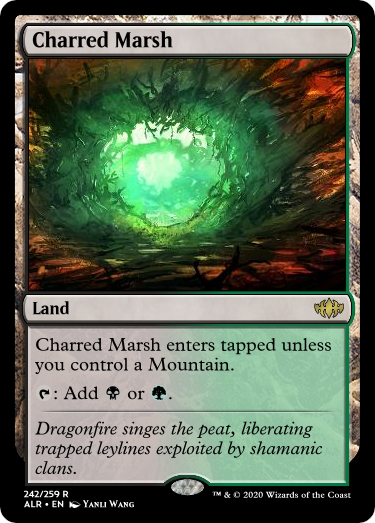 Charred Marsh
Land
Charred Marsh enters tapped unless
you control a Mountain.
: Add or .
Dragonfire singes the peat, liberating
trapped leylines exploited by shamanic
clans.
242/259 R
ALR • EN Yanli Wang
™ & © 2020 Wizards of the Coast